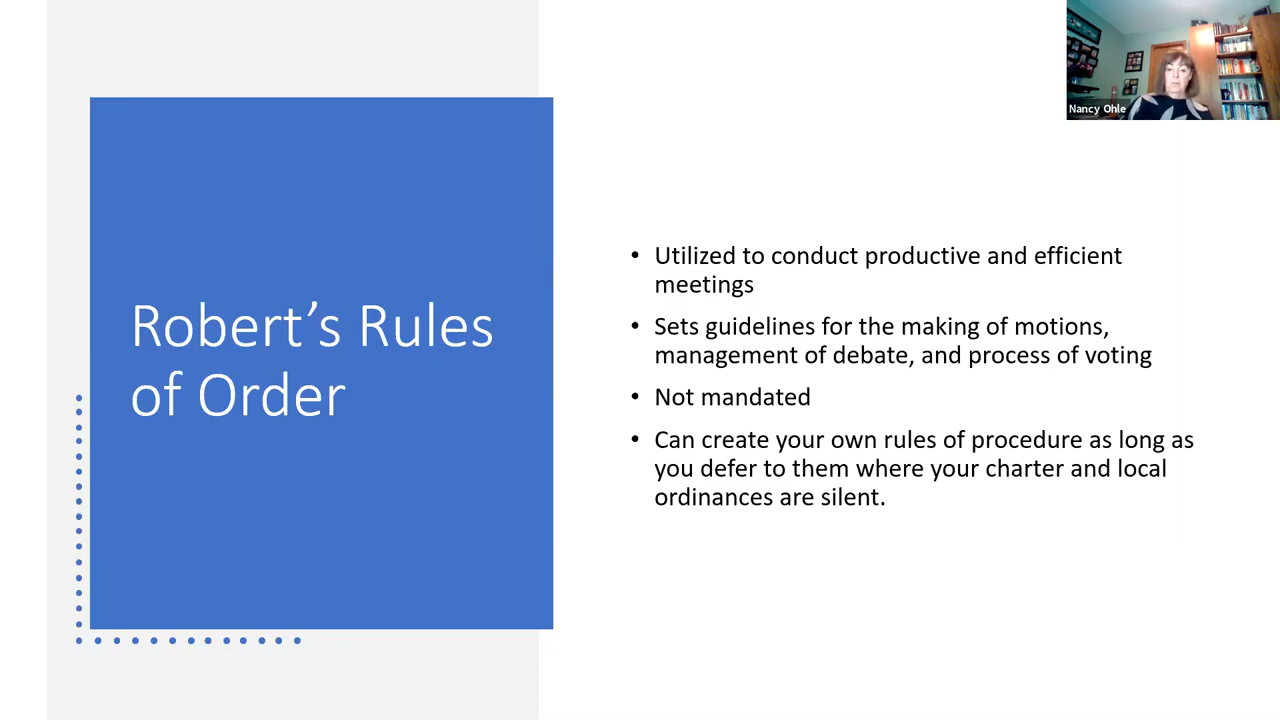 Nancy Ohle
Robert’s Rules
of Order
• Utilized to conduct productive and efficient
meetings
• Sets guidelines for the making of motions,
management of debate, and process of voting
• Not mandated
• Can create your own rules of procedure as long as
you defer to them where your charter and local
ordinances are silent.